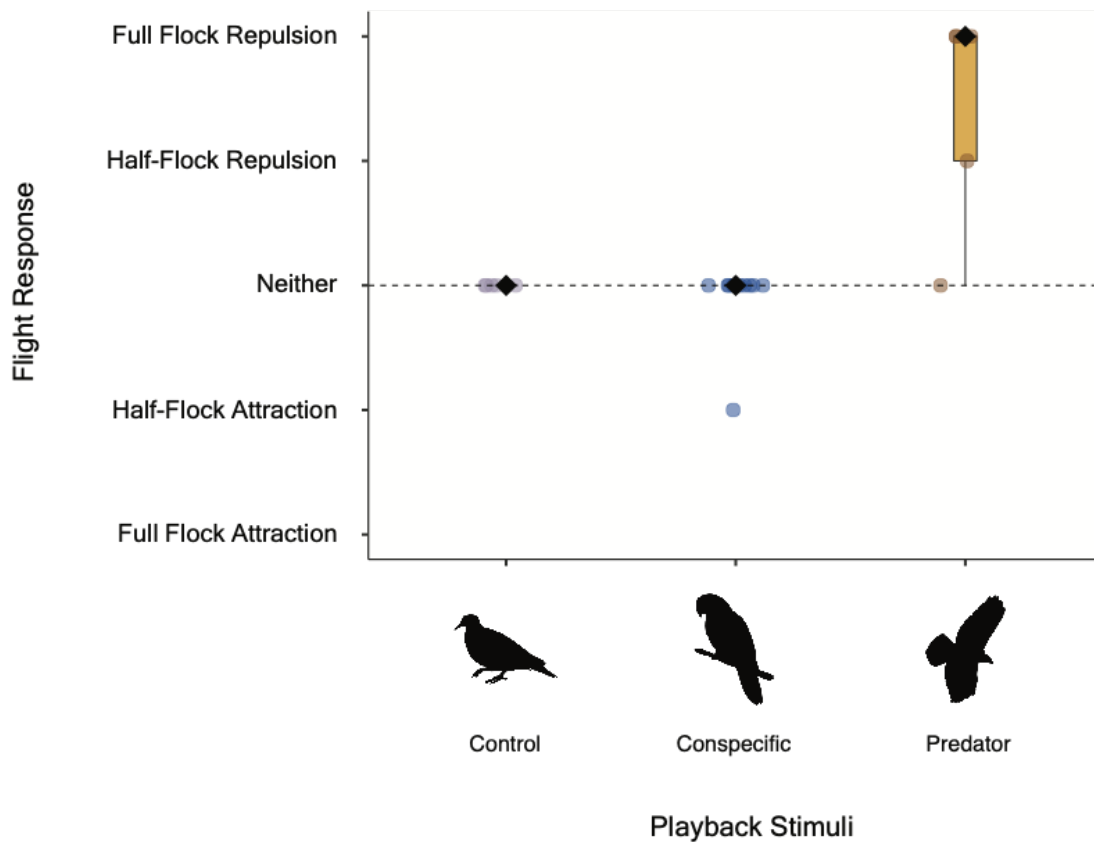 Full Flock Repulsion
Half-Flock Repulsion
Neither
Half-Flock Attraction
Full Flock Attraction
Flight Response
Control
Conspecific
Predator
Playback Stimuli